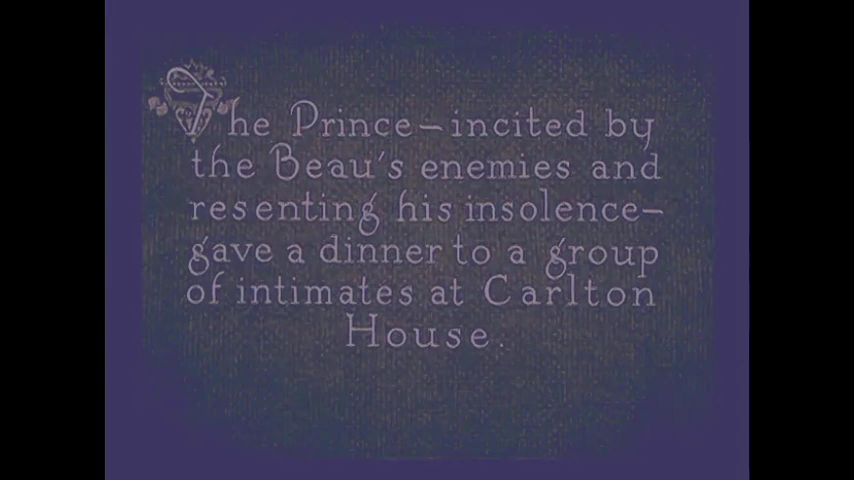 The Prince—incited by
the Beau's enemies and
resenting his insolence—
gave a dinner to a group
of intimates at Carlton
House.